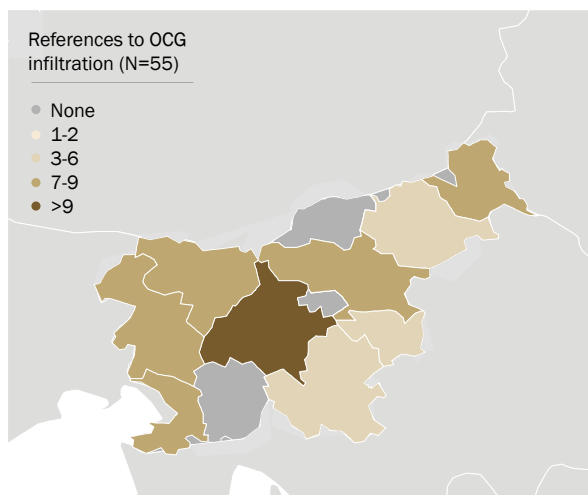 References to OCG
infiltration (N=55)
None
1-2
3-6
7-9
>9